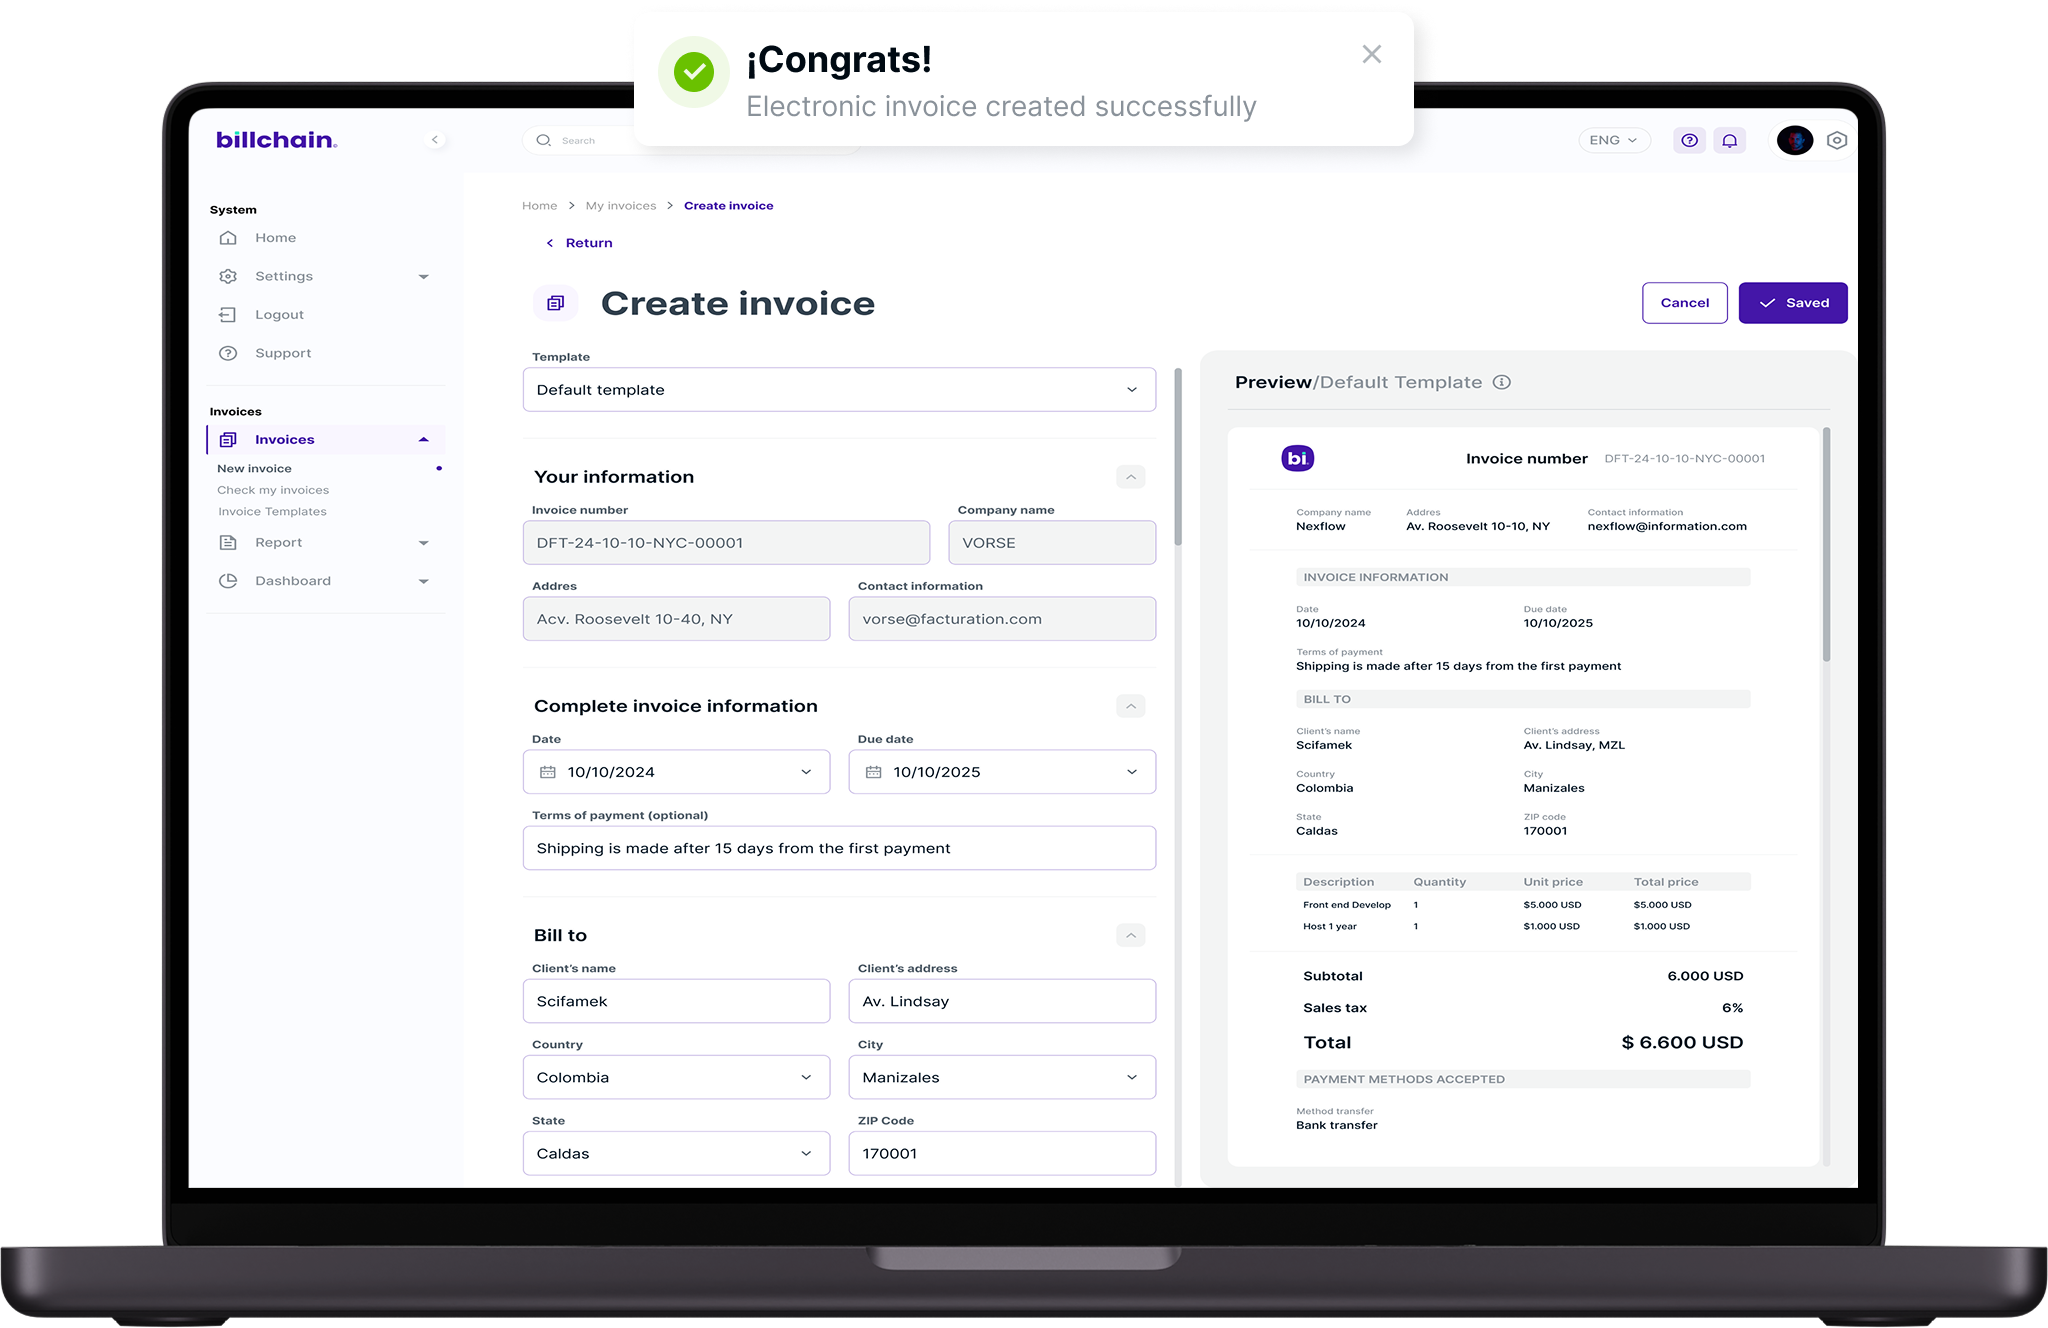 ¡Congrats!
Electronic invoice created successfully
billchain.
Search
ENG
System
Home
Settings
Logout
Support
Invoices
Invoices
New invoice
Check my invoices
Invoice Templates
Report
Dashboard
Home > My invoices > Create invoice
Return
Create invoice
Cancel
Saved
Template
Default template
Your information
Invoice number
Company name
DFT-24-10-10-NYC-00001
VORSE
Addres
Contact information
Acv. Roosevelt 10-40, NY
vorse@facturation.com
Complete invoice information
Date
Due date
10/10/2024
10/10/2025
Terms of payment (optional)
Shipping is made after 15 days from the first payment
Bill to
Client's name
Client's address
Scifamek
Av. Lindsay
Country
City
Colombia
Manizales
State
ZIP Code
Caldas
170001
Preview/Default Template
bi.
Invoice number DFT-24-10-10-NYC-00001
Company name Addres Contact information
Nexflow Av. Roosevelt 10-10, NY nexflow@information.com
INVOICE INFORMATION
Date Due date
10/10/2024 10/10/2025
Terms of payment
Shipping is made after 15 days from the first payment
BILL TO
Client's name Client's address
Scifamek Av. Lindsay, MZL
Country City
Colombia Manizales
State ZIP code
Caldas 170001
Description Quantity Unit price Total price
Front end Develop 1 $5.000 USD $5.000 USD
Host 1 year 1 $1.000 USD $1.000 USD
Subtotal 6.000 USD
Sales tax 6%
Total $ 6.600 USD
PAYMENT METHODS ACCEPTED
Method transfer
Bank transfer